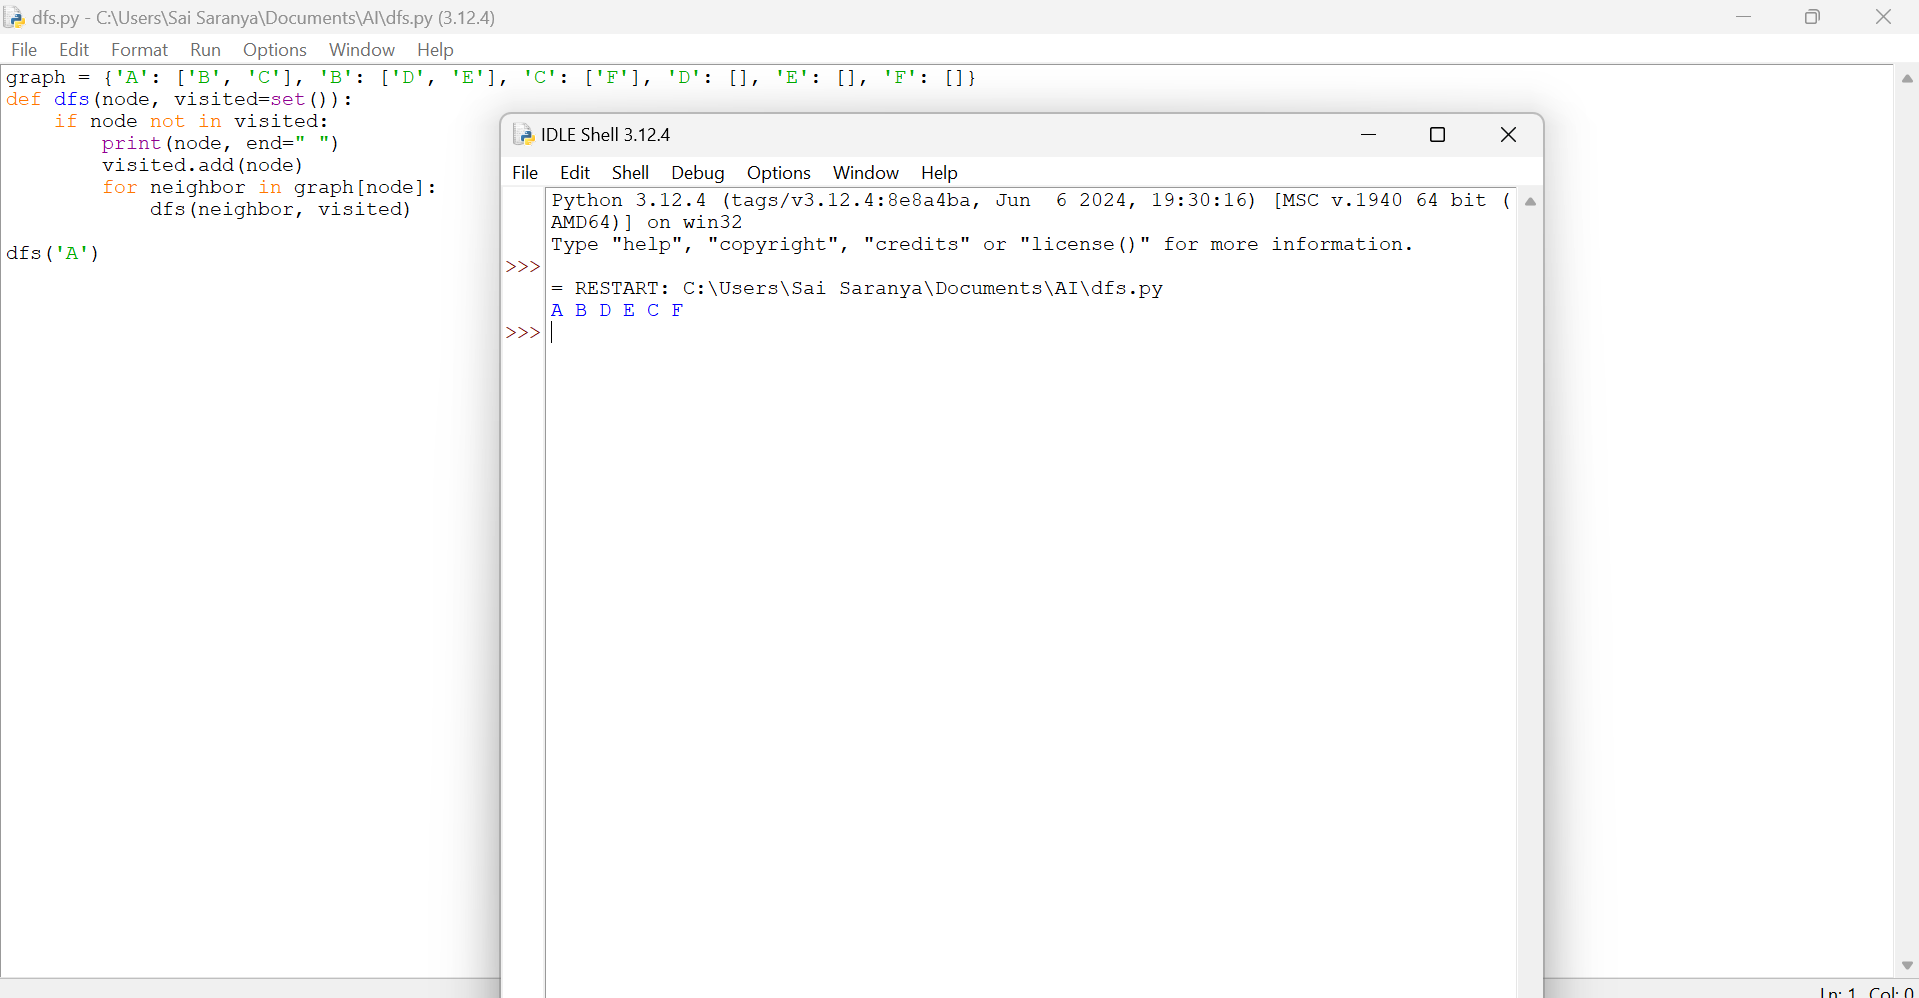 dfs.py - C:\Users\Sai Saranya\Documents\AI\dfs.py (3.12.4)
File Edit Format Run Options Window Help
graph = {'A': ['B', 'C'], 'B': ['D', 'E'], 'C': ['F'], 'D': [], 'E': [], 'F': []}
def dfs(node, visited=set()):
    if node not in visited:
        print(node, end=" ")
        visited.add(node)
        for neighbor in graph[node]:
            dfs(neighbor, visited)
dfs('A')
IDLE Shell 3.12.4
File Edit Shell Debug Options Window Help
Python 3.12.4 (tags/v3.12.4:8e8a4ba, Jun  6 2024, 19:30:16) [MSC v.1940 64 bit (
AMD64)] on win32
Type "help", "copyright", "credits" or "license()" for more information.
>>>
= RESTART: C:\Users\Sai Saranya\Documents\AI\dfs.py
A B D E C F
>>>
Ln: 1 Col: 0